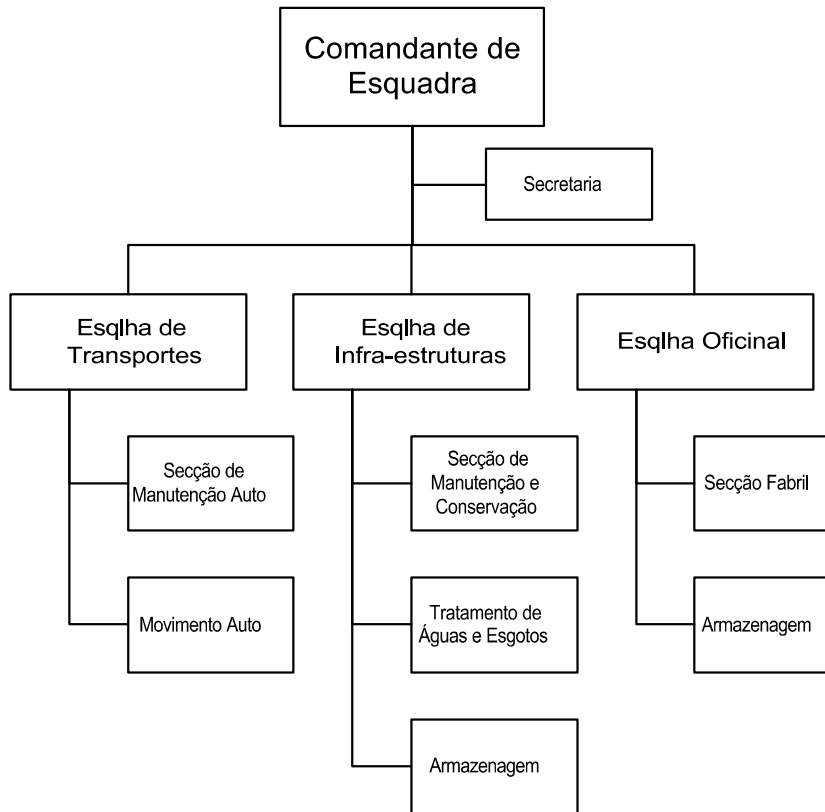 Comandante de
Esquadra
Secretaria
Esqlha de
Transportes
Esqlha de
Infra-estruturas
Esqlha Oficinal
Secção de
Manutenção Auto
Secção de
Manutenção e
Conservação
Secção Fabril
Movimento Auto
Tratamento de
Águas e Esgotos
Armazenagem
Armazenagem